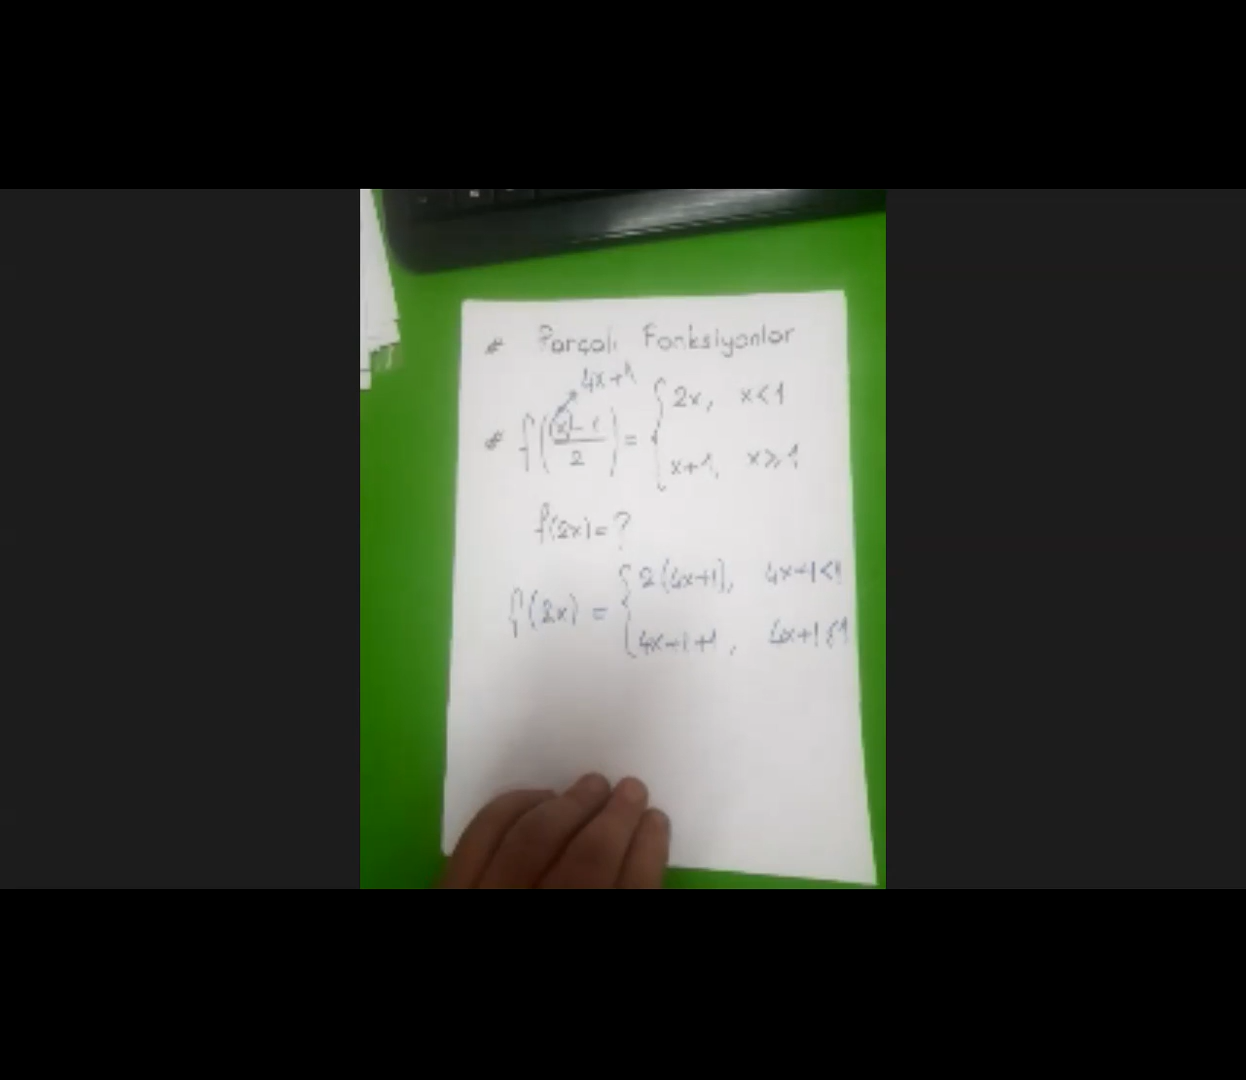 * Parçalı Fonksiyonlar
4x+1
* f((x)-1/2) = { 2x, x<1
x+1, x≥1
f(2x)=?
f(2x) = { 2(4x+1), 4x+1<1
4x+1+1, 4x+1≤1